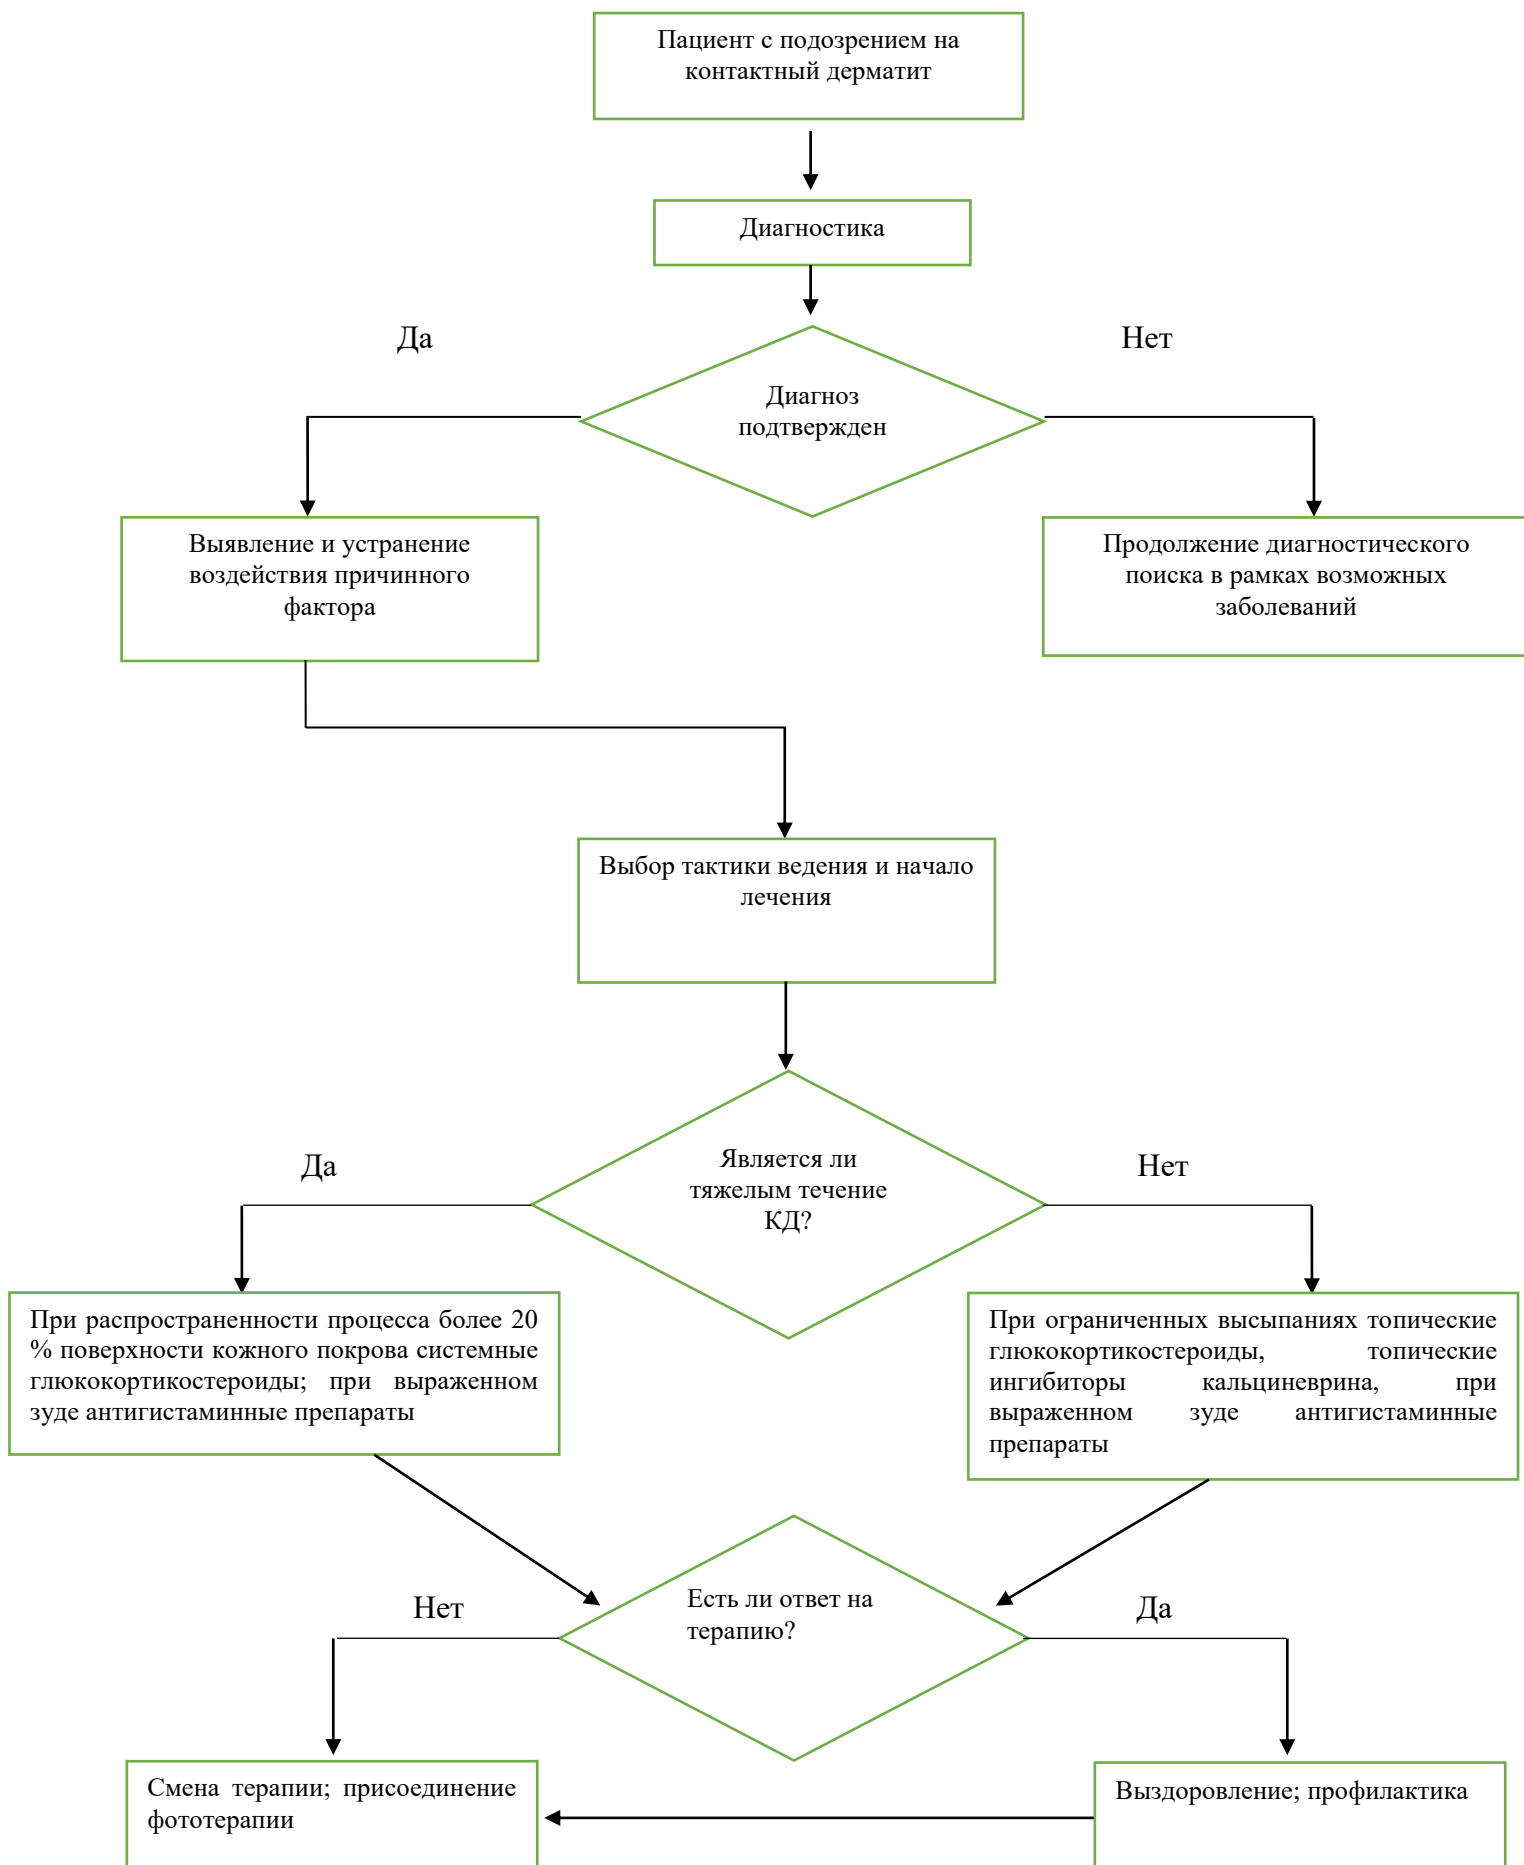 Пациент с подозрением на
контактный дерматит
Диагностика
Да
Нет
Диагноз
подтвержден
Выявление и устранение
воздействия причинного
фактора
Продолжение диагностического
поиска в рамках возможных
заболеваний
Выбор тактики ведения и начало
лечения
Является ли
тяжелым течение
КД?
Да
Нет
При распространенности процесса более 20
% поверхности кожного покрова системные
глюкокортикостероиды; при выраженном
зуде антигистаминные препараты
При ограниченных высыпаниях топические
глюкокортикостероиды, топические
ингибиторы кальциневрина, при
выраженном зуде антигистаминные
препараты
Есть ли ответ на
терапию?
Нет
Да
Смена терапии; присоединение
фототерапии
Выздоровление; профилактика